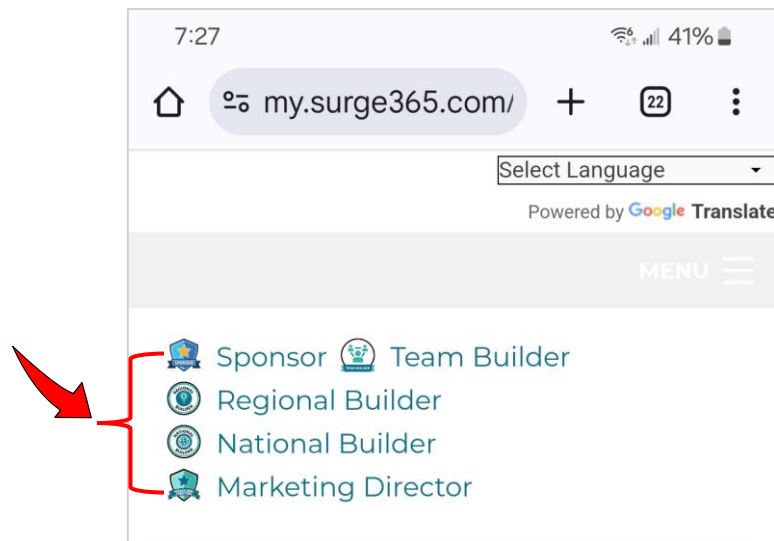 7:27 41%
my.surge365.com/ 22
Select Language
Powered by Google Translate
MENU
Sponsor Team Builder
Regional Builder
National Builder
Marketing Director